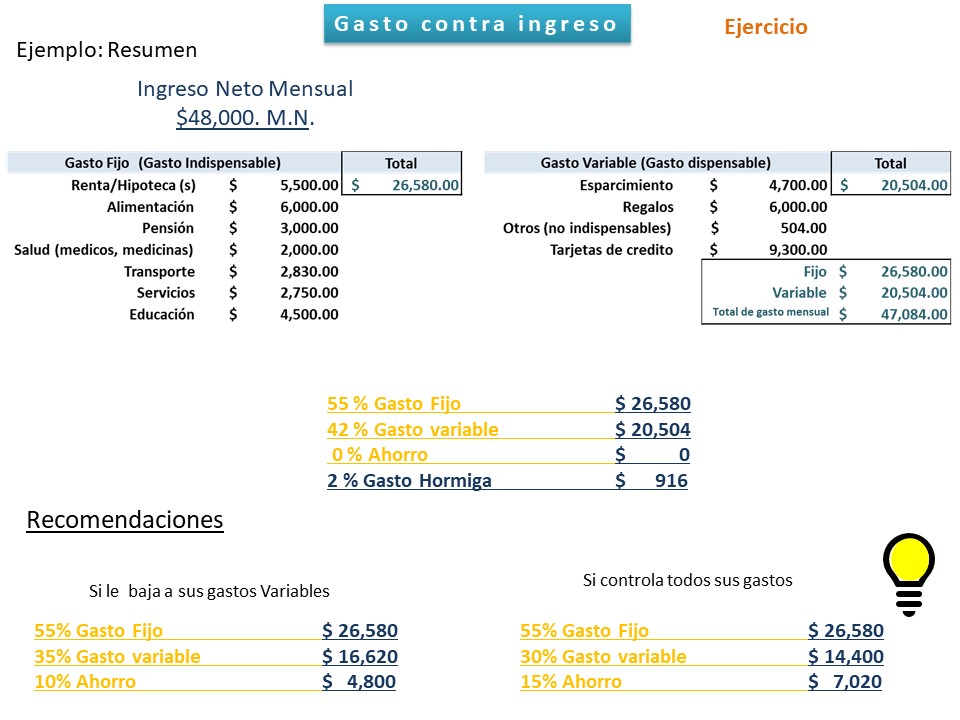 Gasto contra ingreso
Ejercicio
Ejemplo: Resumen
Ingreso Neto Mensual
$48,000. M.N.
Gasto Fijo (Gasto Indispensable) Total
Renta/Hipoteca (s) $ 5,500.00 $ 26,580.00
Alimentación $ 6,000.00
Pensión $ 3,000.00
Salud (medicos, medicinas) $ 2,000.00
Transporte $ 2,830.00
Servicios $ 2,750.00
Educación $ 4,500.00
Gasto Variable (Gasto dispensable) Total
Esparcimiento $ 4,700.00 $ 20,504.00
Regalos $ 6,000.00
Otros (no indispensables) $ 504.00
Tarjetas de credito $ 9,300.00
Fijo $ 26,580.00
Variable $ 20,504.00
Total de gasto mensual $ 47,084.00
55 % Gasto Fijo $ 26,580
42 % Gasto variable $ 20,504
0 % Ahorro $ 0
2 % Gasto Hormiga $ 916
Recomendaciones
Si le baja a sus gastos Variables
55% Gasto Fijo $ 26,580
35% Gasto variable $ 16,620
10% Ahorro $ 4,800
Si controla todos sus gastos
55% Gasto Fijo $ 26,580
30% Gasto variable $ 14,400
15% Ahorro $ 7,020